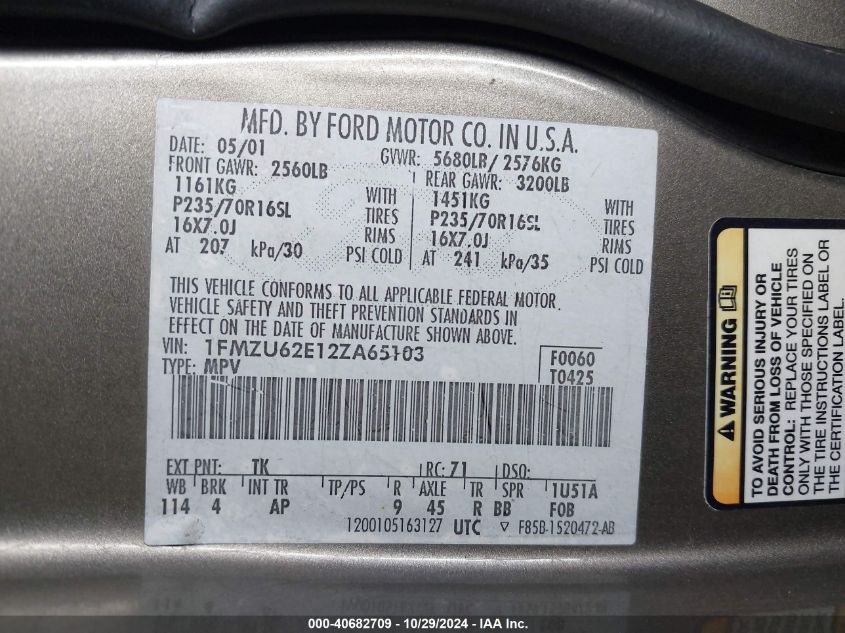 MFD. BY FORD MOTOR CO. IN U.S.A.
DATE: 05/01 GVWR: 5680LB/ 2576KG
FRONT GAWR: 2560LB REAR GAWR: 3200LB
1161KG WITH 1451KG WITH
P235/70R16SL TIRES P235/70R16SL TIRES
16X7.0J RIMS 16X7.0J RIMS
AT 207 kPa/30 PSI COLD AT 241 kPa/35 PSI COLD
THIS VEHICLE CONFORMS TO ALL APPLICABLE FEDERAL MOTOR
VEHICLE SAFETY AND THEFT PREVENTION STANDARDS IN
EFFECT ON THE DATE OF MANUFACTURE SHOWN ABOVE.
VIN: 1FMZU62E12ZA65103 F0060
TYPE: MPV T0425
EXT PNT: TK RC: 71 DSO:
WB BRK INT TR TP/PS R AXLE TR SPR 1U51A
114 4 AP 9 45 R BB FOB
1200105163127 UTC ▽ F85B-1520472-AB
⚠ WARNING
TO AVOID SERIOUS INJURY OR
DEATH FROM LOSS OF VEHICLE
CONTROL: REPLACE YOUR TIRES
ONLY WITH THOSE SPECIFIED ON
THE TIRE INSTRUCTIONS LABEL OR
IN THE OWNER GUIDE.
000-40682709 - 10/29/2024 - IAA Inc.